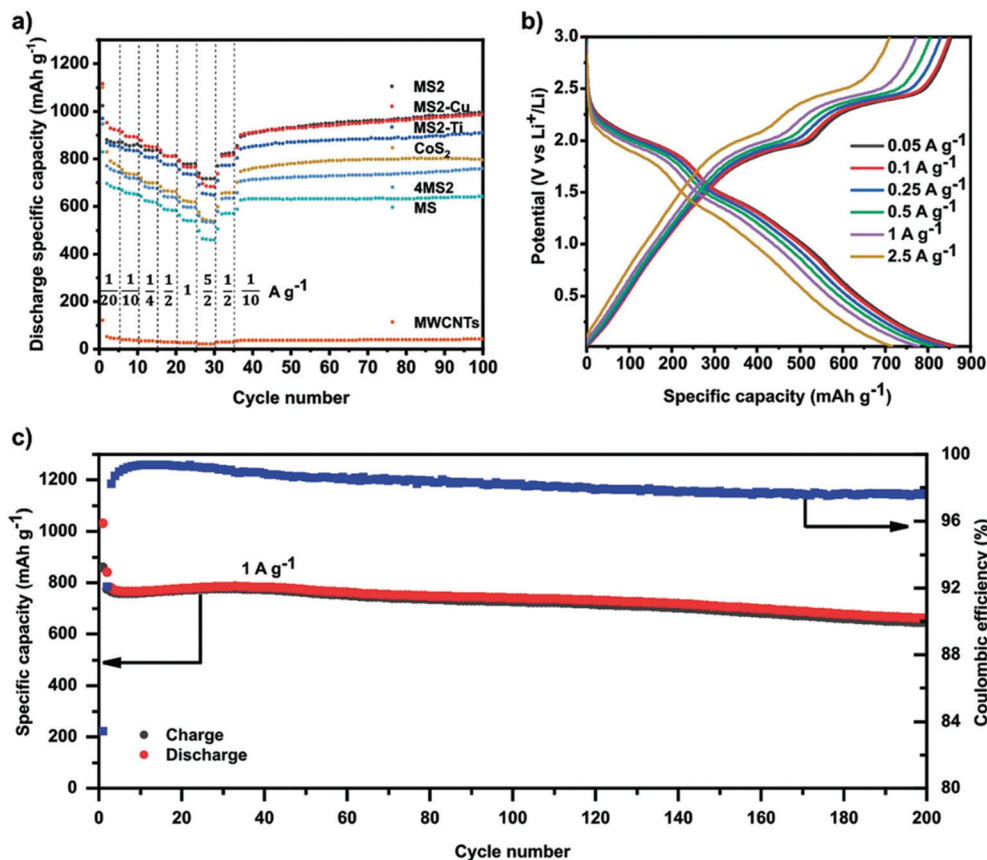 a)
Discharge specific capacity (mAh g⁻¹)
1200
1000
800
600
400
200
0
MS2
MS2-Cu
MS2-Ti
CoS₂
4MS2
MS
1/20 1/10 1/4 1/2 1 5/2 1/2 1/10 A g⁻¹
MWCNTs
0 10 20 30 40 50 60 70 80 90 100
Cycle number
b)
Potential (V vs Li⁺/Li)
3.0
2.5
2.0
1.5
1.0
0.5
0.05 A g⁻¹
0.1 A g⁻¹
0.25 A g⁻¹
0.5 A g⁻¹
1 A g⁻¹
2.5 A g⁻¹
0 100 200 300 400 500 600 700 800 900
Specific capacity (mAh g⁻¹)
c)
Specific capacity (mAh g⁻¹)
1200
1000
800
600
400
200
0
1 A g⁻¹
Charge
Discharge
100
96
92
88
84
80
Coulombic efficiency (%)
0 20 40 60 80 100 120 140 160 180 200
Cycle number